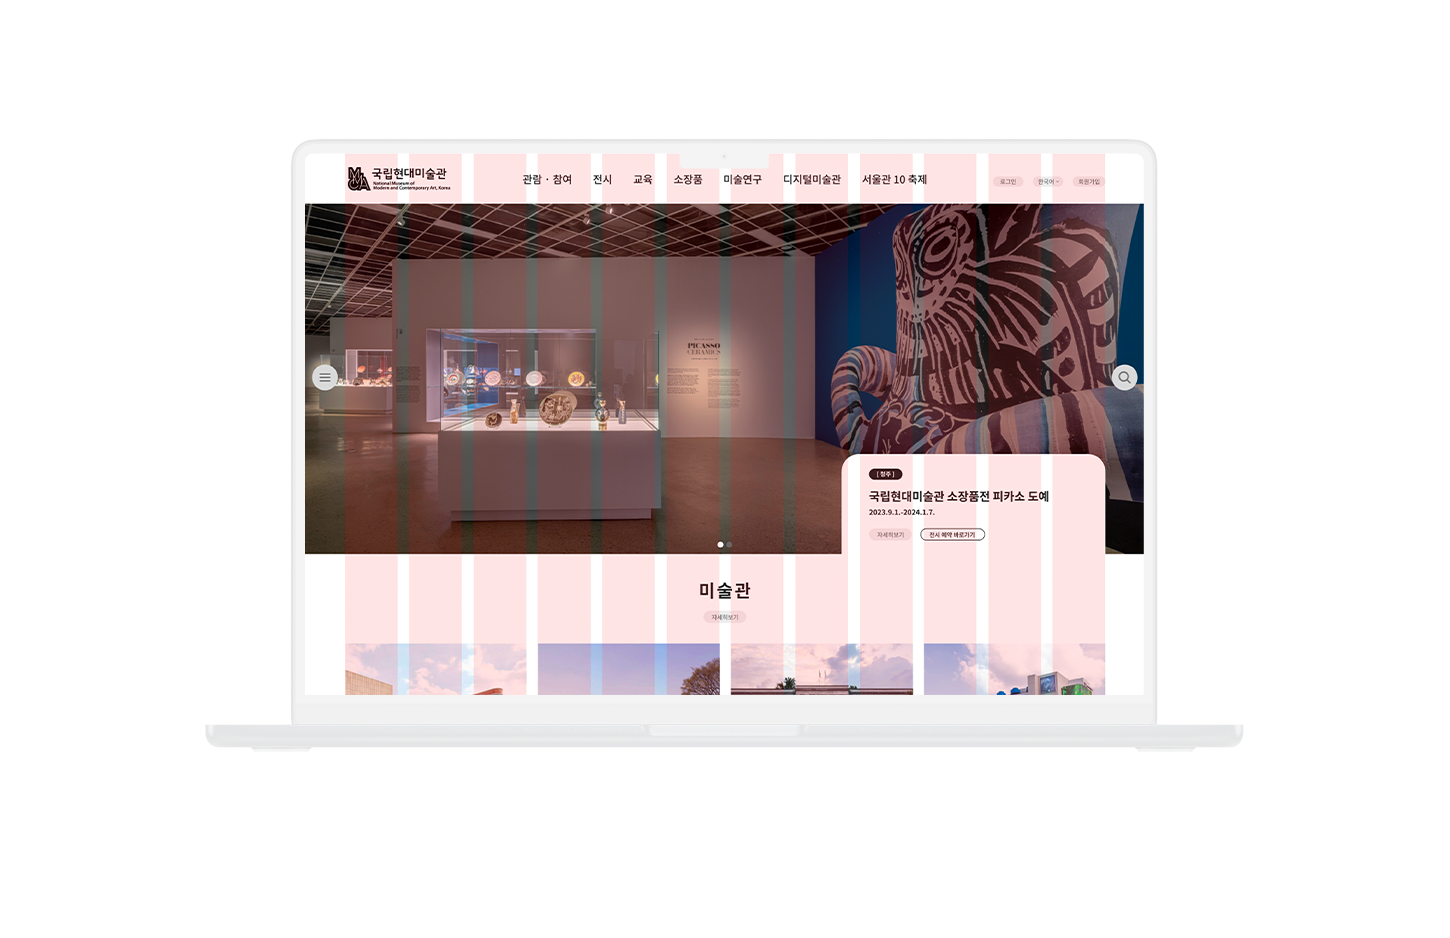 MMCA
국립현대미술관
National Museum of
Modern and Contemporary Art, Korea
관람 · 참여
전시
교육
소장품
미술연구
디지털미술관
서울관 10 축제
로그인
한국어
회원가입
PICASSO
CERAMICS
[ 청주 ]
국립현대미술관 소장품전 피카소 도예
2023.9.1.-2024.1.7.
자세히보기
전시 예약 바로가기
미술관
자세히보기